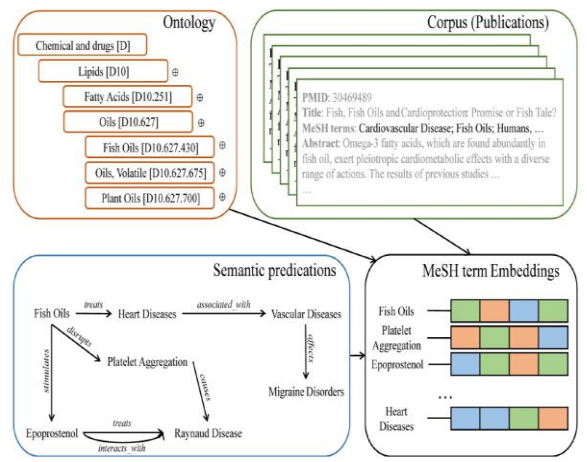 Ontology
Chemical and drugs [D]
Lipids [D10]
Fatty Acids [D10.251]
Oils [D10.627]
Fish Oils [D10.627.430]
Oils, Volatile [D10.627.675]
Plant Oils [D10.627.700]
Corpus (Publications)
PMID: 30469489
Title: Fish, Fish Oils and Cardioprotection: Promise or Fish Tale?
MeSH terms: Cardiovascular Disease; Fish Oils; Humans, …
Abstract: Omega-3 fatty acids, which are found abundantly in
fish oil, exert pleiotropic cardiometabolic effects with a diverse
range of actions. The results of previous studies …
…
Semantic predications
Fish Oils
treats
Heart Diseases
associated_with
Vascular Diseases
disrupts
affects
stimulates
Platelet Aggregation
causes
Migraine Disorders
Epoprostenol
treats
interacts_with
Raynaud Disease
MeSH term Embeddings
Fish Oils
Platelet
Aggregation
Epoprostenol
…
Heart
Diseases